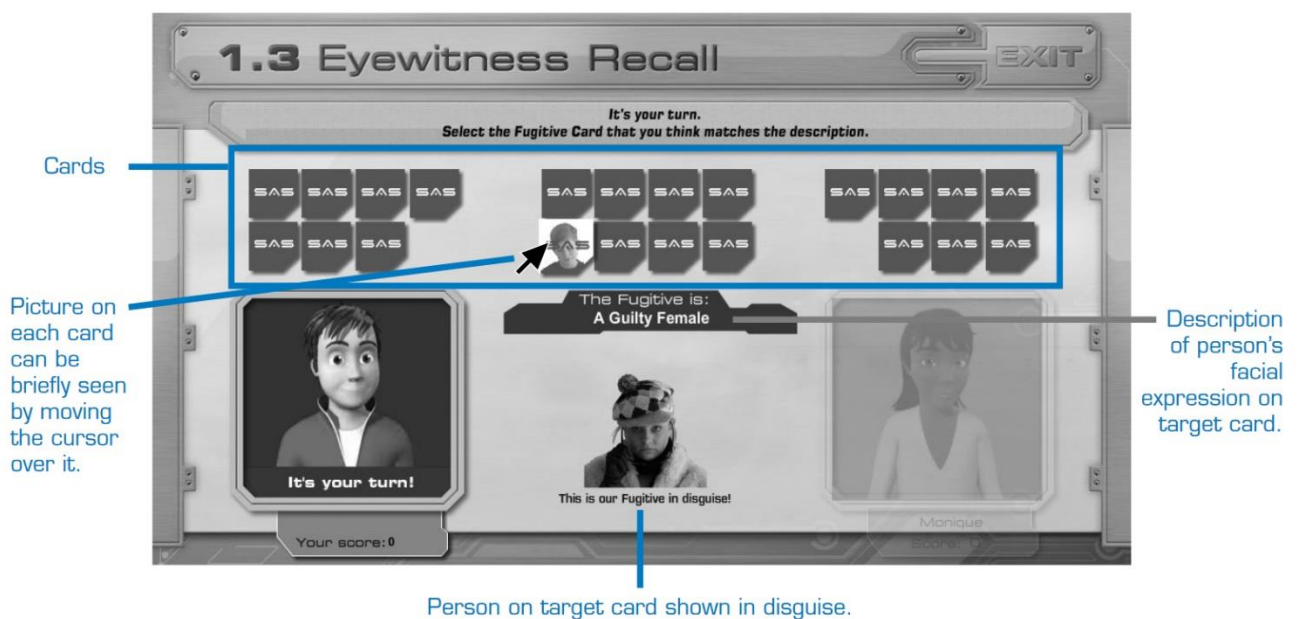 1.3 Eyewitness Recall
EXIT
It's your turn.
Select the Fugitive Card that you think matches the description.
Cards
SAS SAS SAS SAS SAS SAS SAS SAS SAS SAS SAS SAS
SAS SAS SAS SAS SAS SAS SAS SAS SAS SAS
Picture on
each card
can be
briefly seen
by moving
the cursor
over it.
The Fugitive is:
A Guilty Female
Description
of person's
facial
expression on
target card.
It's your turn!
Your score: 0
This is our Fugitive in disguise!
Monique
Score: 0
Person on target card shown in disguise.